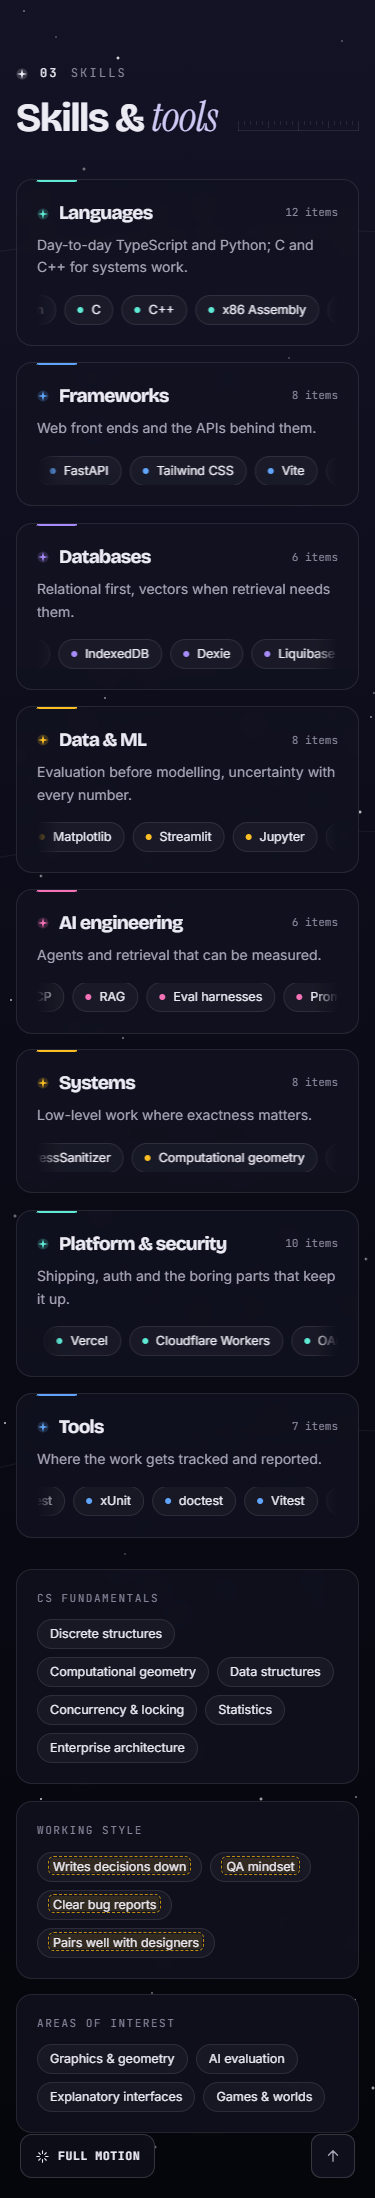 03 SKILLS
Skills & tools
Languages 12 items
Day-to-day TypeScript and Python; C and
C++ for systems work.
C C++ x86 Assembly
Frameworks 8 items
Web front ends and the APIs behind them.
FastAPI Tailwind CSS Vite
Databases 6 items
Relational first, vectors when retrieval needs
them.
IndexedDB Dexie Liquibase
Data & ML 8 items
Evaluation before modelling, uncertainty with
every number.
Matplotlib Streamlit Jupyter
AI engineering 6 items
Agents and retrieval that can be measured.
CP RAG Eval harnesses
Systems 8 items
Low-level work where exactness matters.
essSanitizer Computational geometry
Platform & security 10 items
Shipping, auth and the boring parts that keep
it up.
Vercel Cloudflare Workers
Tools 7 items
Where the work gets tracked and reported.
est xUnit doctest Vitest
CS FUNDAMENTALS
Discrete structures
Computational geometry Data structures
Concurrency & locking Statistics
Enterprise architecture
WORKING STYLE
Writes decisions down QA mindset
Clear bug reports
Pairs well with designers
AREAS OF INTEREST
Graphics & geometry AI evaluation
Explanatory interfaces Games & worlds
FULL MOTION